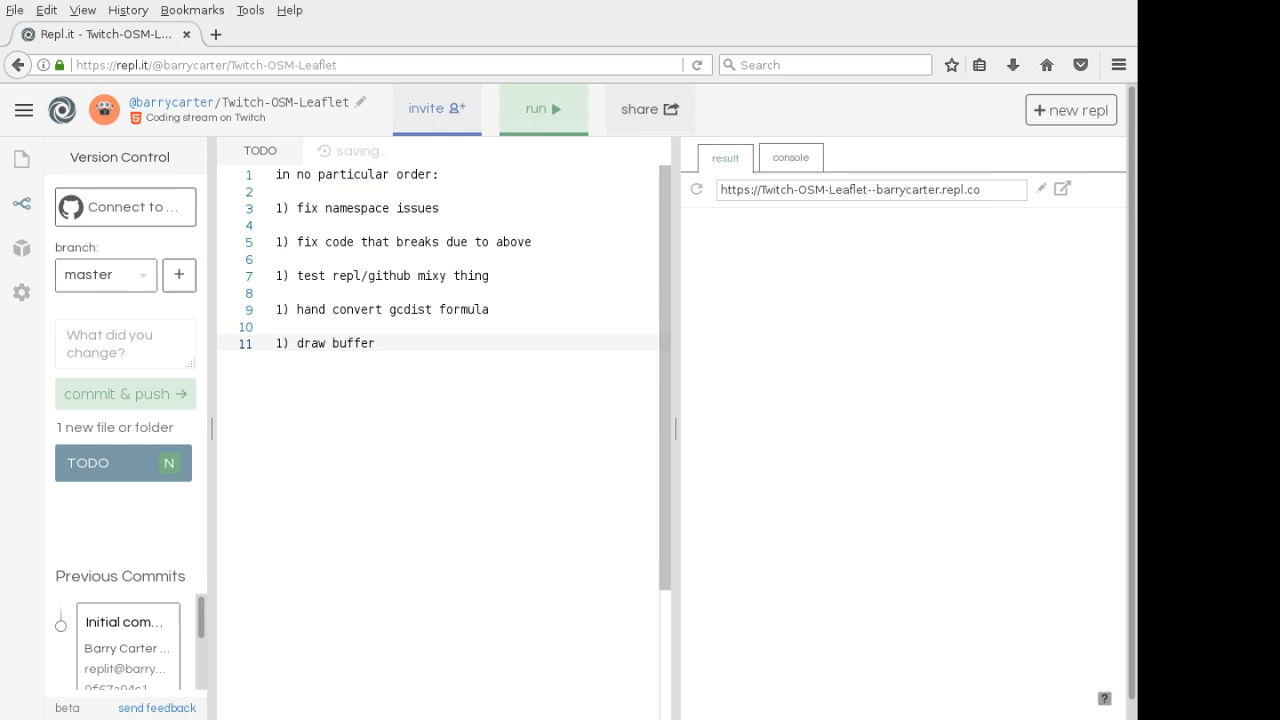 File Edit View History Bookmarks Tools Help
Repl.it - Twitch-OSM-L...
https://repl.it/@barrycarter/Twitch-OSM-Leaflet
Search
@barrycarter/Twitch-OSM-Leaflet
Coding stream on Twitch
invite
run
share
+ new repl
Version Control
Connect to ...
branch:
master
+
What did you
change?
commit & push →
1 new file or folder
TODO N
Previous Commits
Initial com...
Barry Carter ...
replit@barry...
beta send feedback
TODO saving...
1 in no particular order:
2
3 1) fix namespace issues
4
5 1) fix code that breaks due to above
6
7 1) test repl/github mixy thing
8
9 1) hand convert gcdist formula
10
11 1) draw buffer
result console
https://Twitch-OSM-Leaflet--barrycarter.repl.co
?